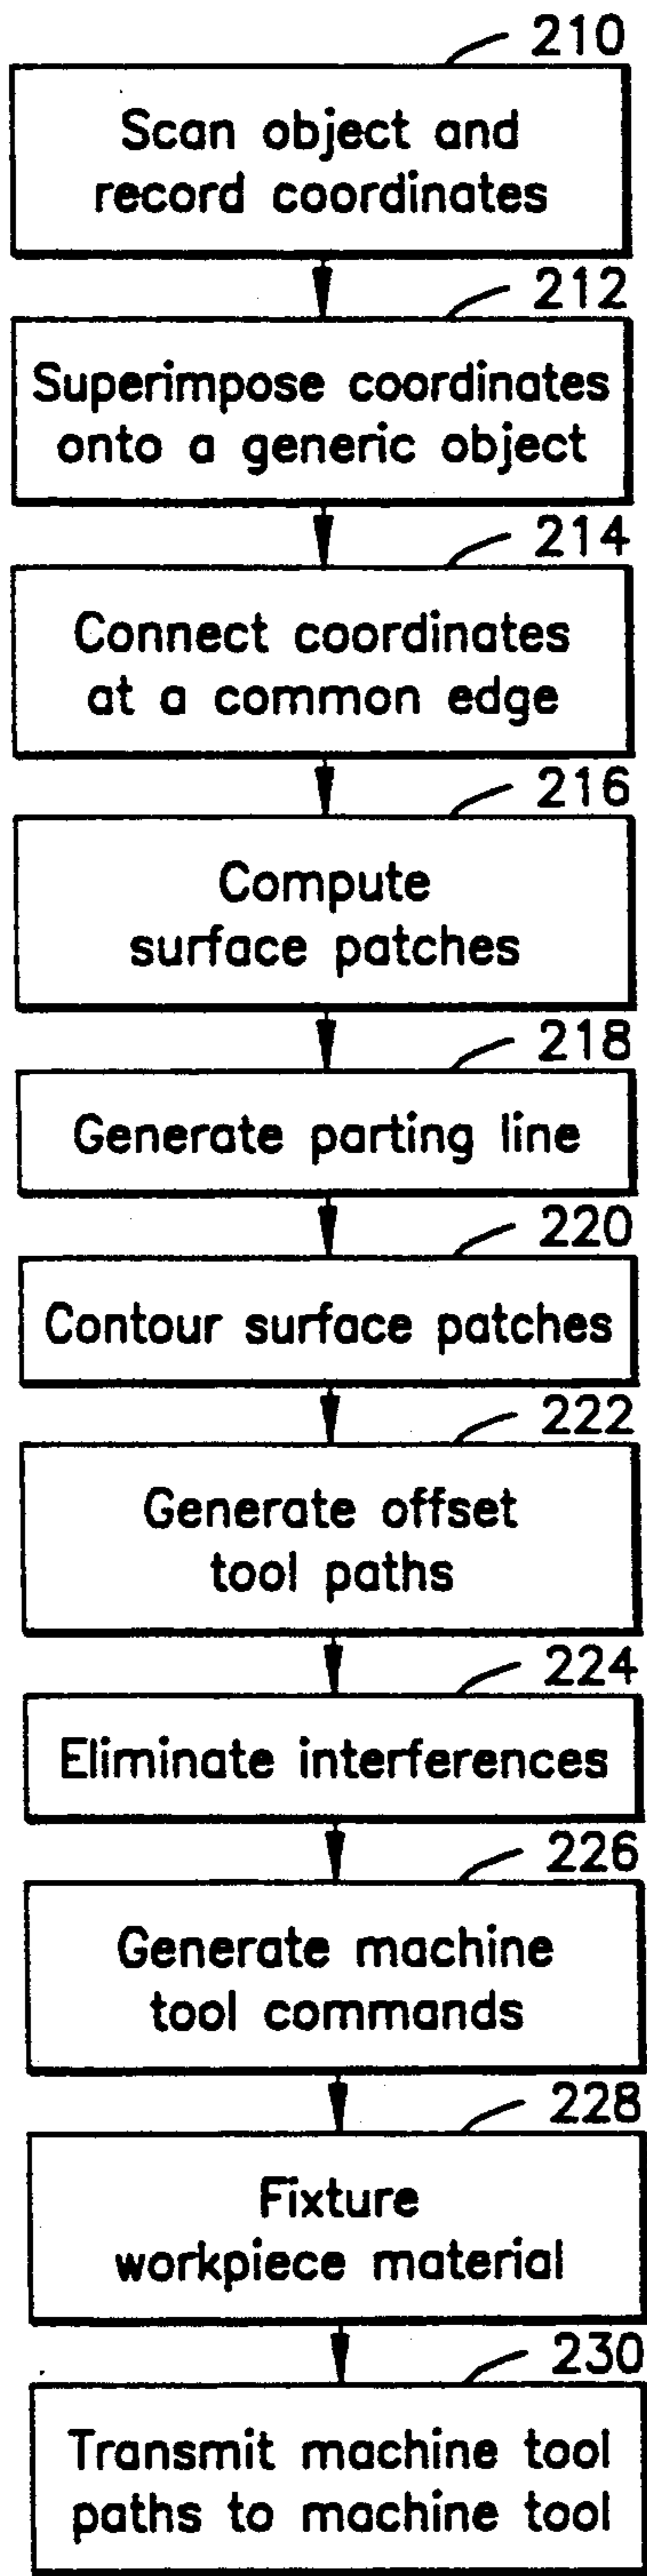 210
Scan object and
record coordinates
212
Superimpose coordinates
onto a generic object
214
Connect coordinates
at a common edge
216
Compute
surface patches
218
Generate parting line
220
Contour surface patches
222
Generate offset
tool paths
224
Eliminate interferences
226
Generate machine
tool commands
228
Fixture
workpiece material
230
Transmit machine tool
paths to machine tool